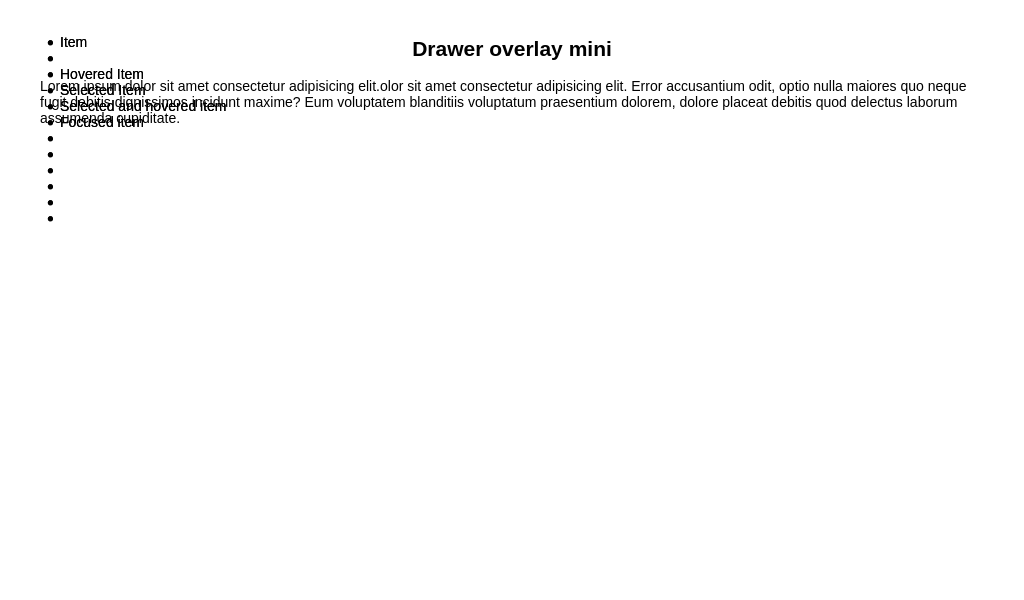 Item
Hovered Item
Selected Item
Selected and hovered item
Focused item
Drawer overlay mini
Lorem ipsum dolor sit amet consectetur adipisicing elit.olor sit amet consectetur adipisicing elit. Error accusantium odit, optio nulla maiores quo neque
fugit debitis dignissimos incidunt maxime? Eum voluptatem blanditiis voluptatum praesentium dolorem, dolore placeat debitis quod delectus laborum
assumenda cupiditate.